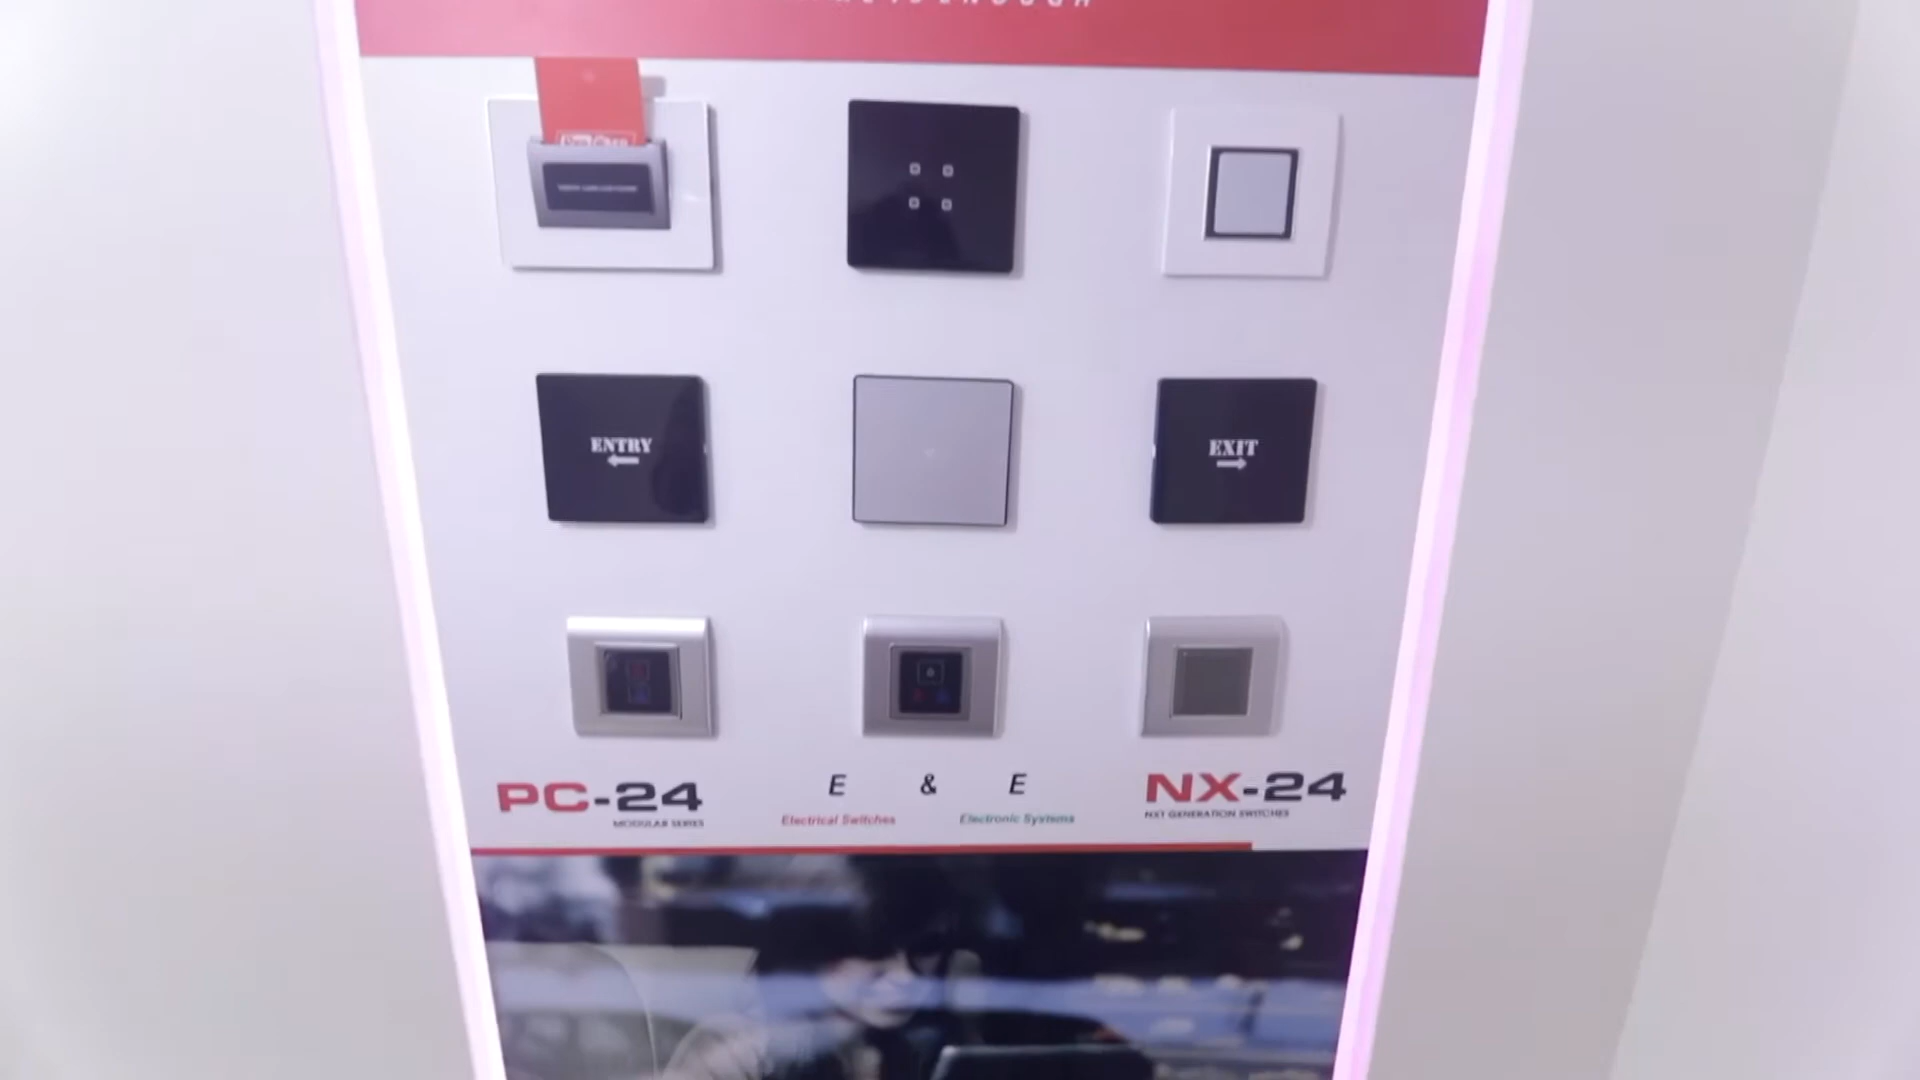 ENTRY
EXIT
PC-24
MODULAR SERIES
E & E
Electrical Switches
Electronic Systems
NX-24
NXT GENERATION SWITCHES